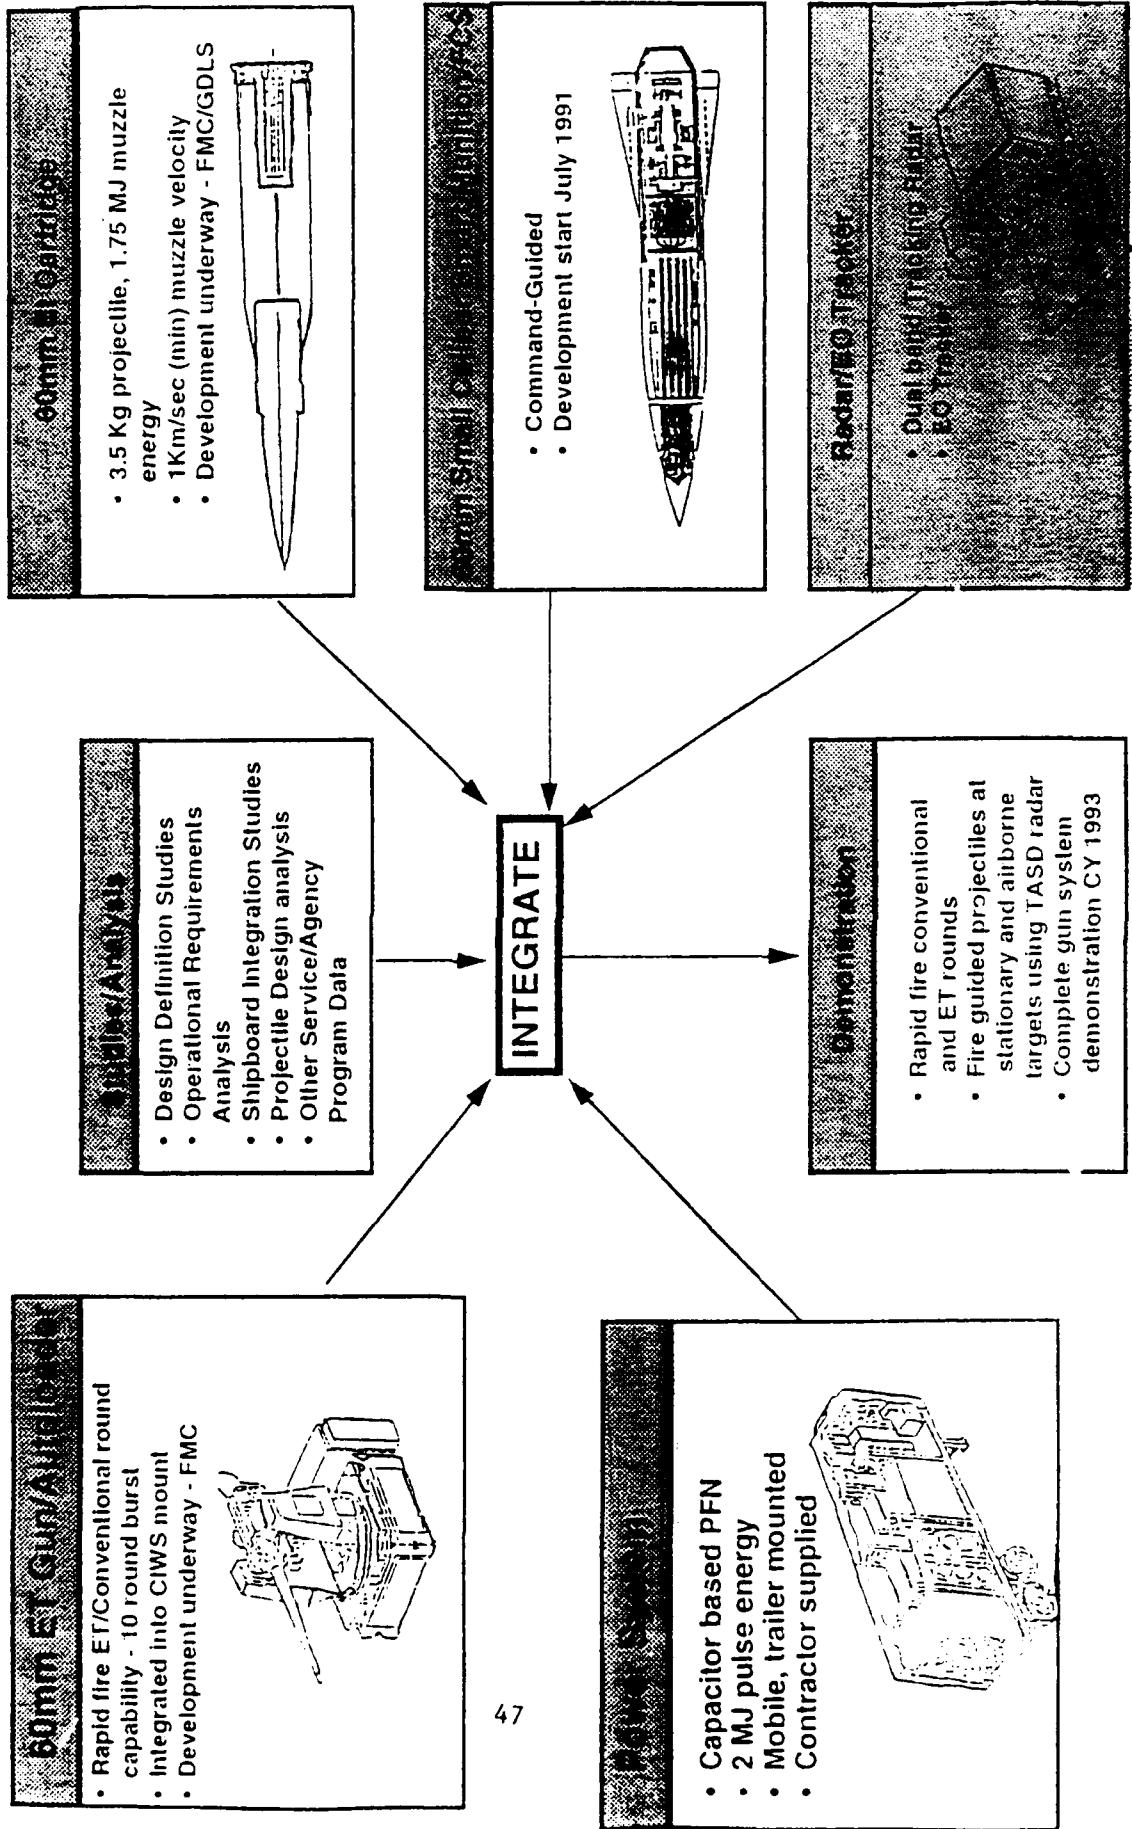 60mm ET Gun/Autoloader
• Rapid fire ET/Conventional round
capability - 10 round burst
• Integrated into CIWS mount
• Development underway - FMC
Studies/Analysis
• Design Definition Studies
• Operational Requirements
Analysis
• Shipboard Integration Studies
• Projectile Design analysis
• Other Service/Agency
Program Data
60mm ET Cartridge
• 3.5 Kg projectile, 1.75 MJ muzzle
energy
• 1Km/sec (min) muzzle velocity
• Development underway - FMC/GDLS
INTEGRATE
60mm Small Caliber
• Command-Guided
• Development start July 1991
Power System
• Capacitor based PFN
• 2 MJ pulse energy
• Mobile, trailer mounted
• Contractor supplied
Demonstration
• Rapid fire conventional
and ET rounds
• Fire guided projectiles at
stationary and airborne
targets using TASD radar
• Complete gun system
demonstration CY 1993
Radar/EO Tracker
• Dual band Tracking Radar
• EO Tracker
47